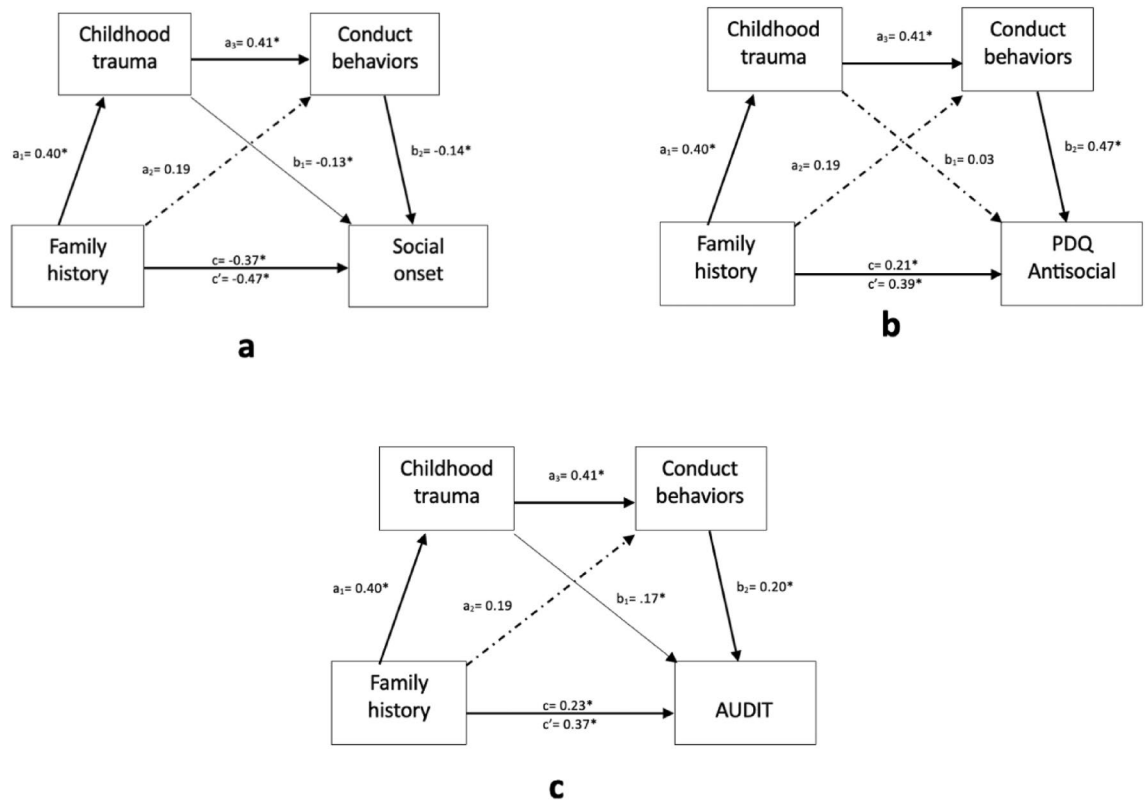 Childhood
trauma
a₃= 0.41*
Conduct
behaviors
a₁= 0.40*
a₂= 0.19
b₁= -0.13*
b₂= -0.14*
Family
history
c= -0.37*
c’= -0.47*
Social
onset
a
Childhood
trauma
a₃= 0.41*
Conduct
behaviors
a₁= 0.40*
a₂= 0.19
b₁= 0.03
b₂= 0.47*
Family
history
c= 0.21*
c’= 0.39*
PDQ
Antisocial
b
Childhood
trauma
a₃= 0.41*
Conduct
behaviors
a₁= 0.40*
a₂= 0.19
b₁= .17*
b₂= 0.20*
Family
history
c= 0.23*
c’= 0.37*
AUDIT
c